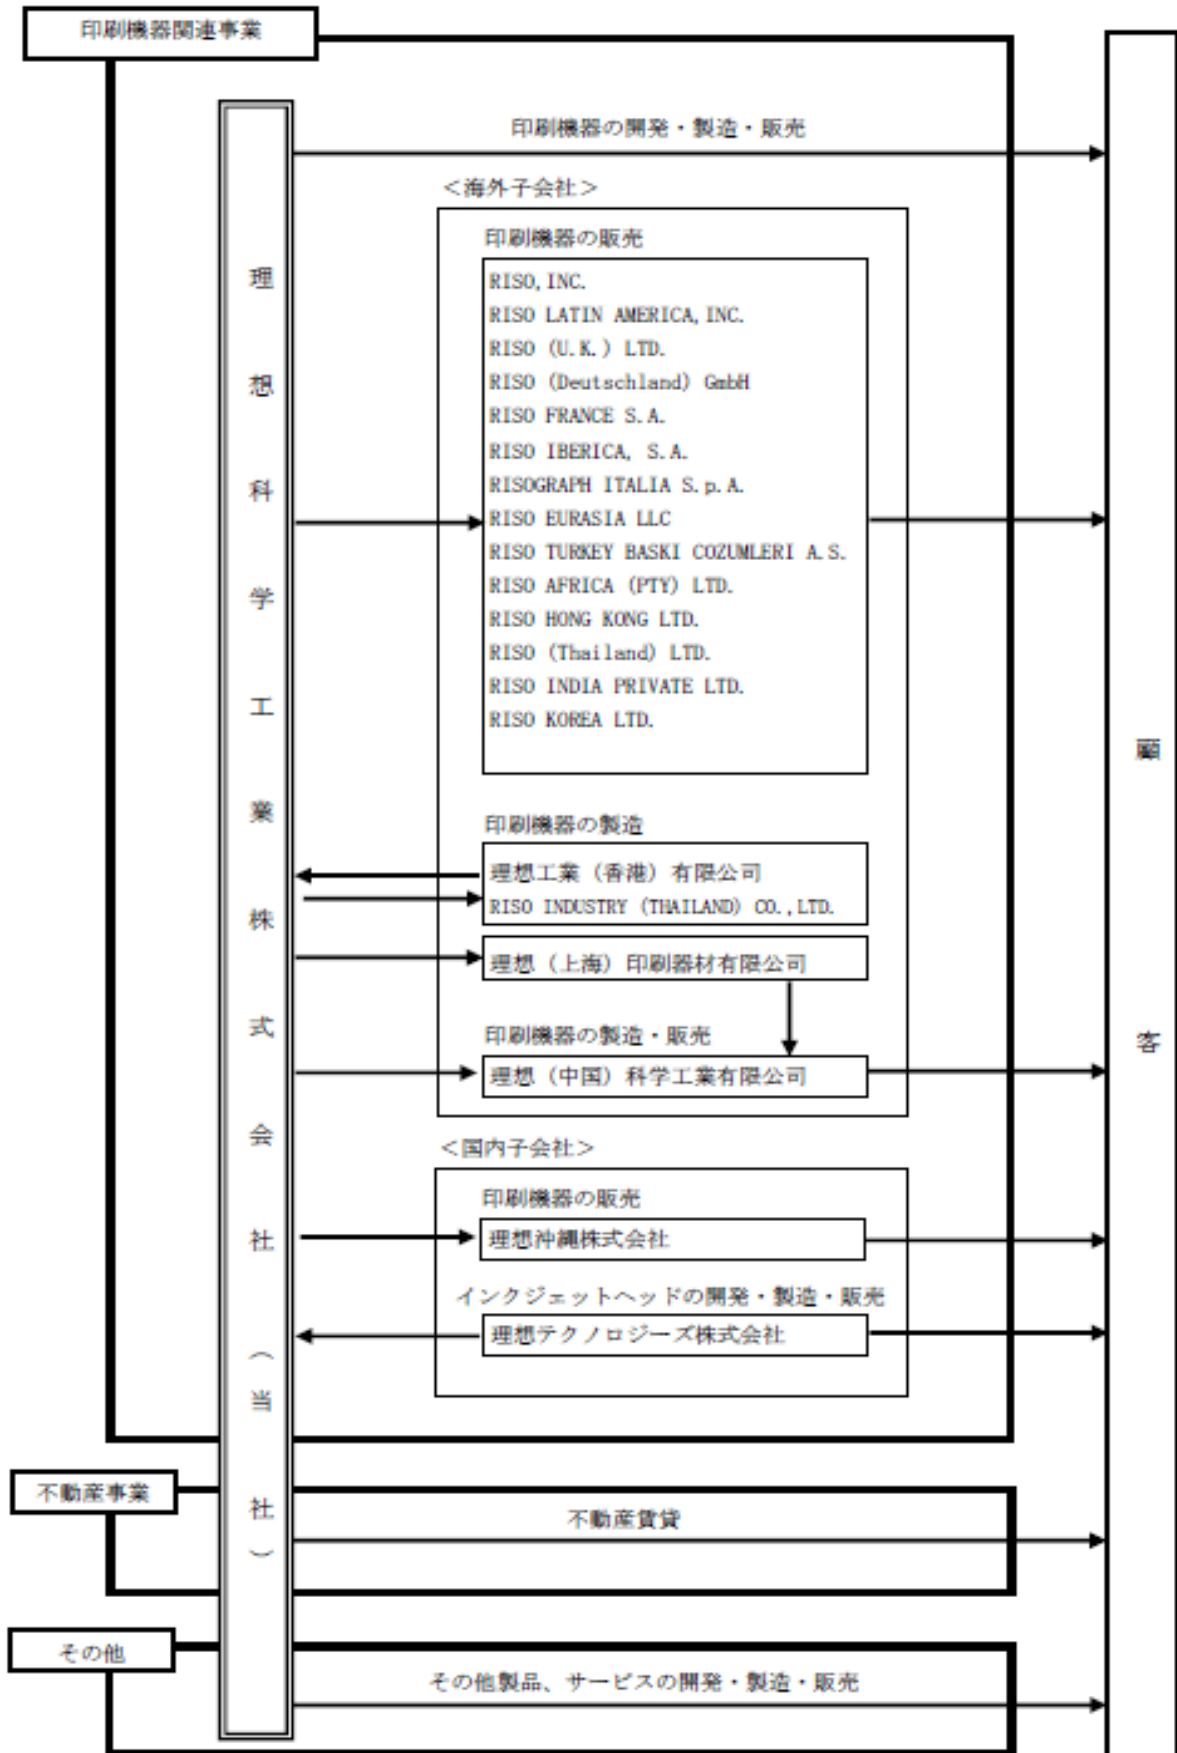 印刷機器関連事業
印刷機器の開発・製造・販売
＜海外子会社＞
印刷機器の販売
RISO,INC.
RISO LATIN AMERICA,INC.
RISO (U.K.) LTD.
RISO (Deutschland) GmbH
RISO FRANCE S.A.
RISO IBERICA, S.A.
RISOGRAPH ITALIA S.p.A.
RISO EURASIA LLC
RISO TURKEY BASKI COZUMLERI A.S.
RISO AFRICA (PTY) LTD.
RISO HONG KONG LTD.
RISO (Thailand) LTD.
RISO INDIA PRIVATE LTD.
RISO KOREA LTD.
印刷機器の製造
理想工業（香港）有限公司
RISO INDUSTRY (THAILAND) CO.,LTD.
理想（上海）印刷器材有限公司
印刷機器の製造・販売
理想（中国）科学工業有限公司
＜国内子会社＞
印刷機器の販売
理想沖縄株式会社
インクジェットヘッドの開発・製造・販売
理想テクノロジーズ株式会社
理想科学工業株式会社（当社）
顧客
不動産事業
不動産賃貸
その他
その他製品、サービスの開発・製造・販売